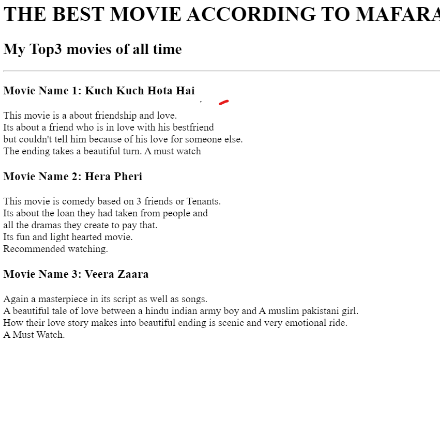 THE BEST MOVIE ACCORDING TO MAFARA
My Top3 movies of all time
Movie Name 1: Kuch Kuch Hota Hai
This movie is a about friendship and love.
Its about a friend who is in love with his bestfriend
but couldn't tell him because of his love for someone else.
The ending takes a beautiful turn. A must watch
Movie Name 2: Hera Pheri
This movie is comedy based on 3 friends or Tenants.
Its about the loan they had taken from people and
all the dramas they create to pay that.
Its fun and light hearted movie.
Recommended watching.
Movie Name 3: Veera Zaara
Again a masterpiece in its script as well as songs.
A beautiful tale of love between a hindu indian army boy and A muslim pakistani girl.
How their love story makes into beautiful ending is scenic and very emotional ride.
A Must Watch.